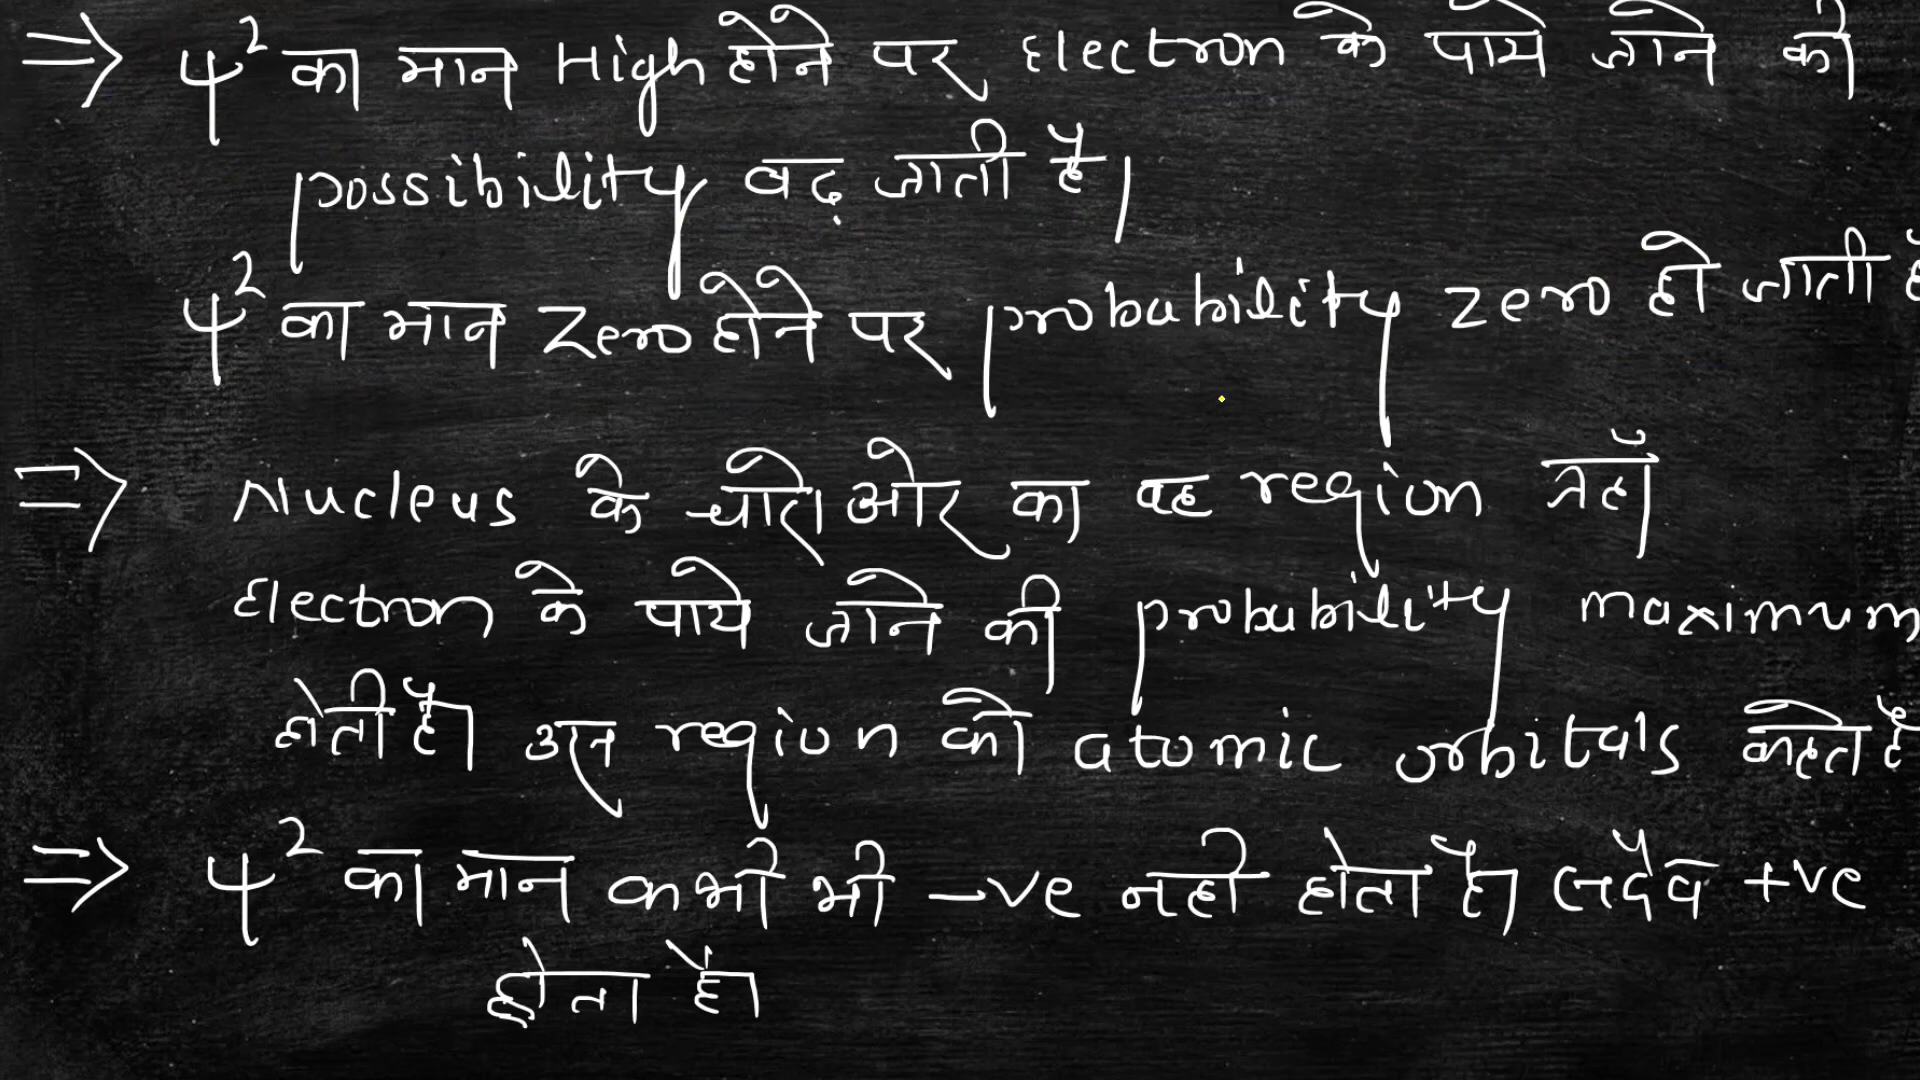 ⇒ ψ² का मान High होने पर Electron के पाये जाने की
possibility बढ़ जाती है।
ψ² का मान Zero होने पर probability zero हो जाती है
⇒ Nucleus के चारो ओर का वह region जहाँ
Electron के पाये जाने की probability maximum
होती है। उस region को atomic orbitals कहते है
⇒ ψ² का मान कभी भी -ve नही होता है। सदैव +ve
होता है।